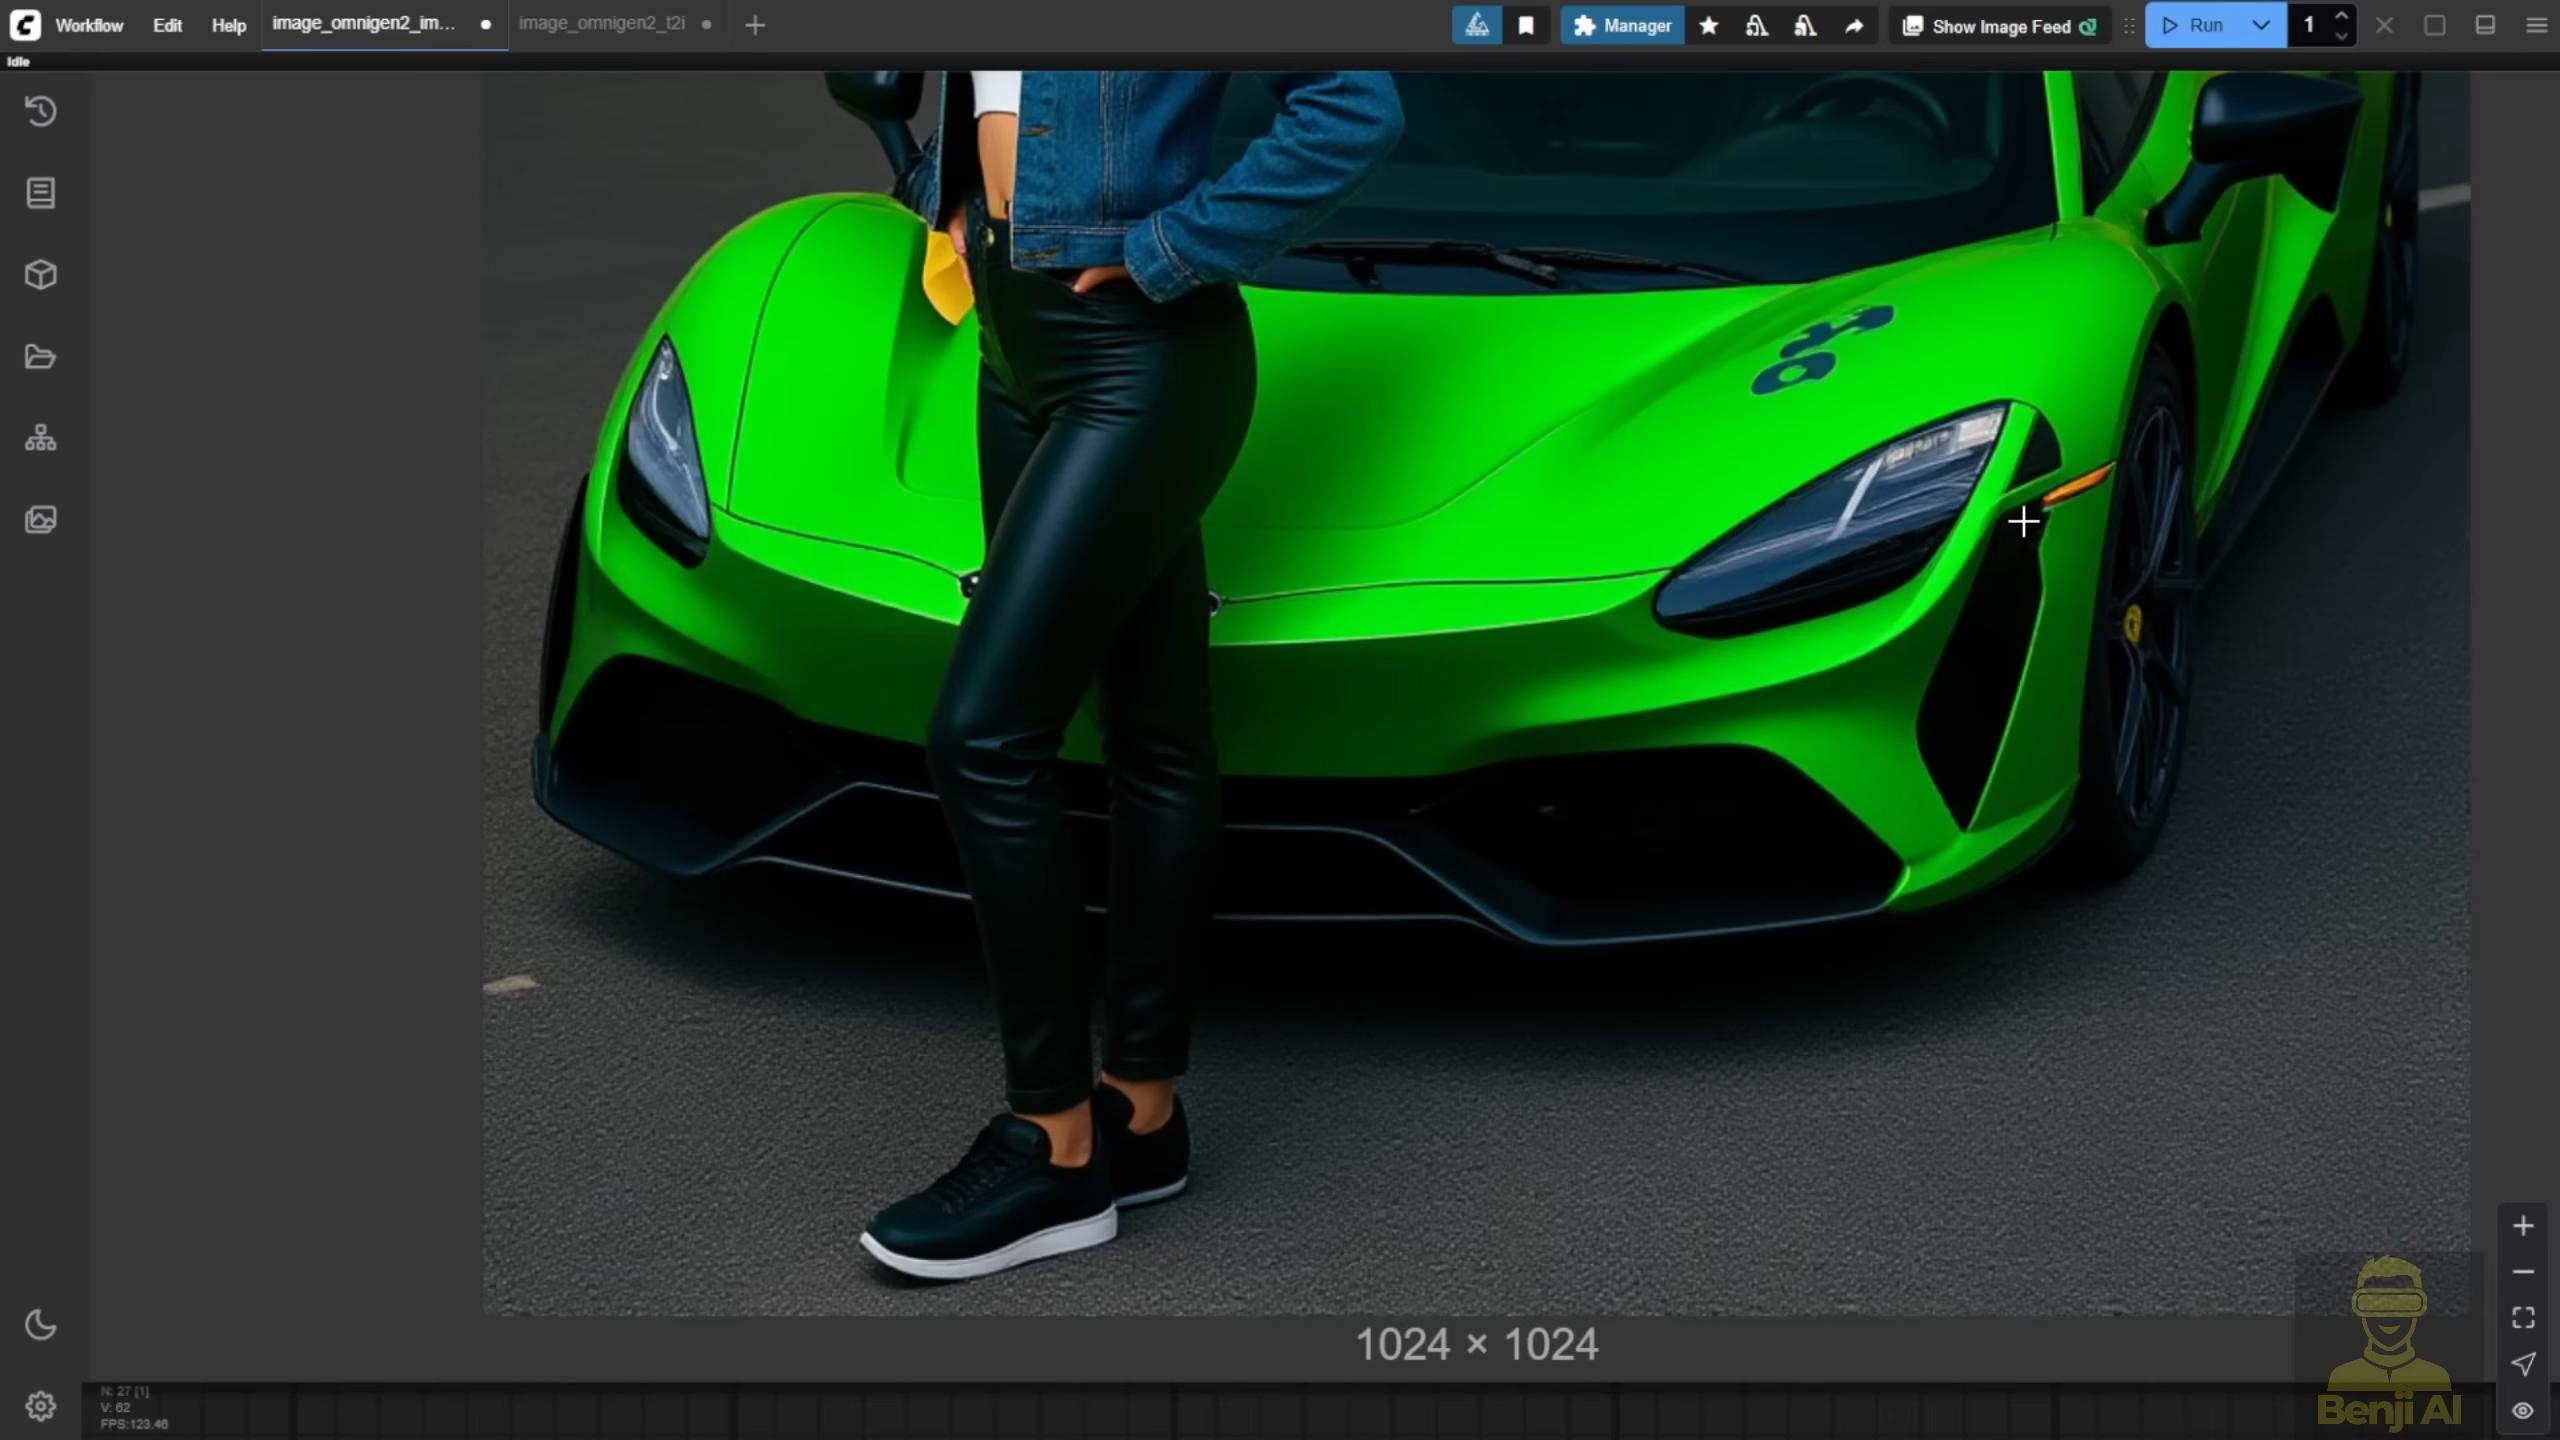 Workflow Edit Help image_omnigen2_im... image_omnigen2_t2i Manager Show Image Feed Run 1
Idle
1024 × 1024
N: 27 [1]
V: 62
FPS:123.46
Benji AI